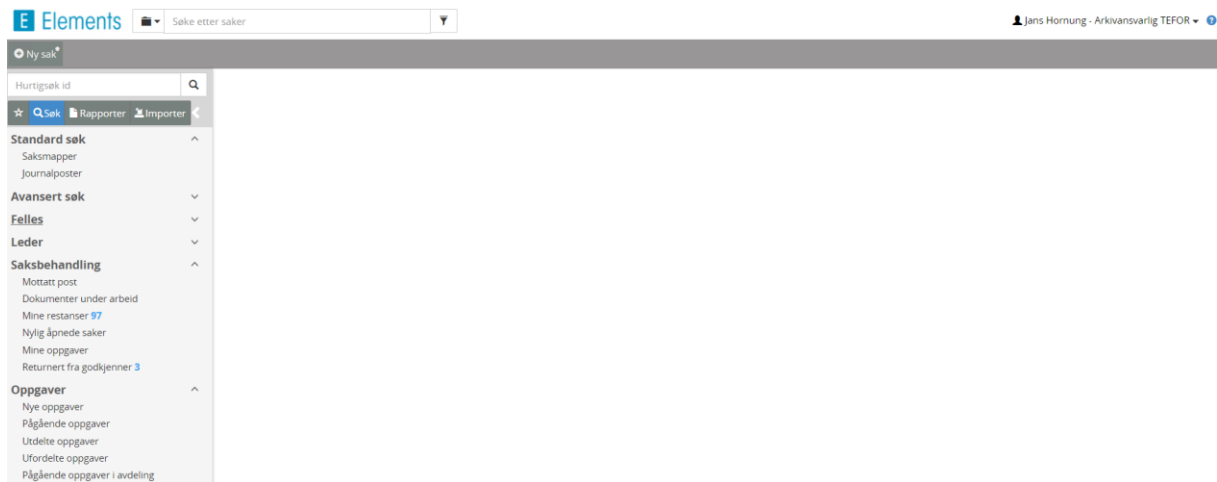 E Elements
Søke etter saker
Jans Hornung - Arkivansvarlig TEFOR
Ny sak
Hurtigsøk id
Søk Rapporter Importer
Standard søk
Saksmapper
Journalposter
Avansert søk
Felles
Leder
Saksbehandling
Mottatt post
Dokumenter under arbeid
Mine restanser 97
Nylig åpnede saker
Mine oppgaver
Returnert fra godkjenner 3
Oppgaver
Nye oppgaver
Pågående oppgaver
Utdelte oppgaver
Ufordelte oppgaver
Pågående oppgaver i avdeling